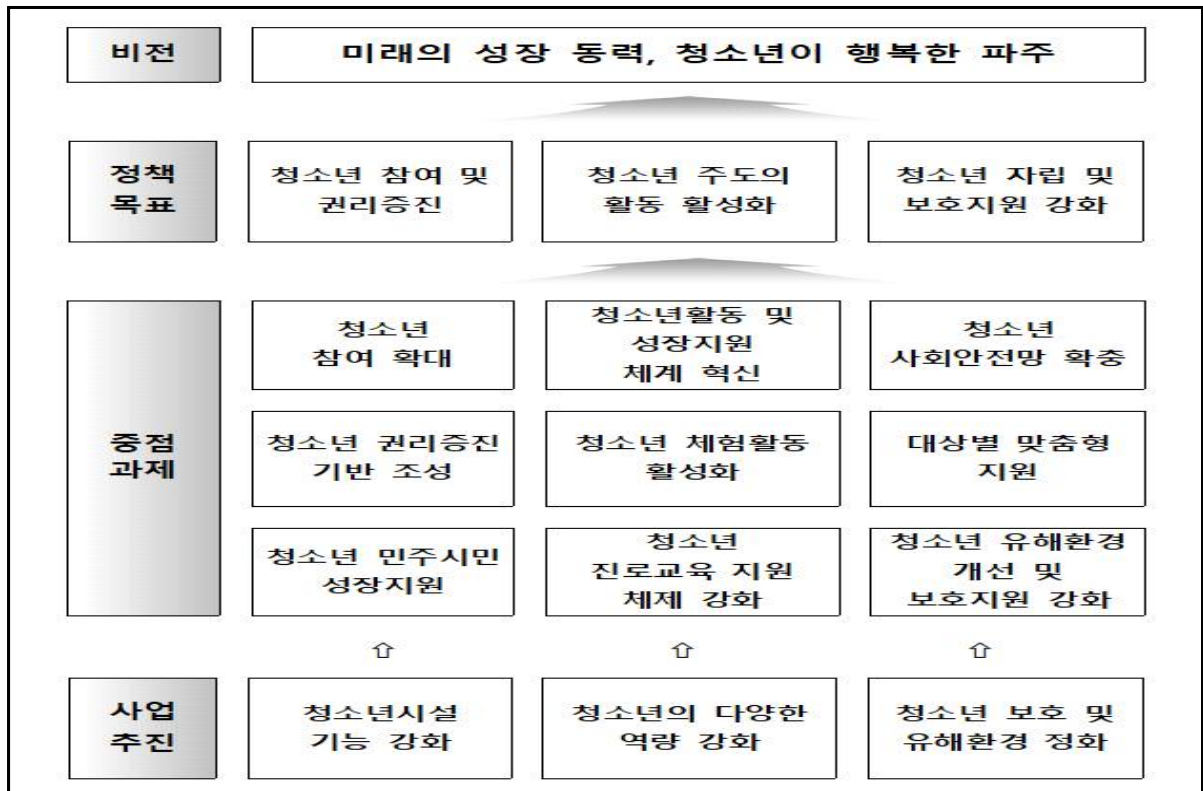 비전
미래의 성장 동력, 청소년이 행복한 파주
정책
목표
청소년 참여 및
권리증진
청소년 주도의
활동 활성화
청소년 자립 및
보호지원 강화
중점
과제
청소년
참여 확대
청소년활동 및
성장지원
체계 혁신
청소년
사회안전망 확충
청소년 권리증진
기반 조성
청소년 체험활동
활성화
대상별 맞춤형
지원
청소년 민주시민
성장지원
청소년
진로교육 지원
체제 강화
청소년 유해환경
개선 및
보호지원 강화
⇧ ⇧ ⇧
사업
추진
청소년시설
기능 강화
청소년의 다양한
역량 강화
청소년 보호 및
유해환경 정화